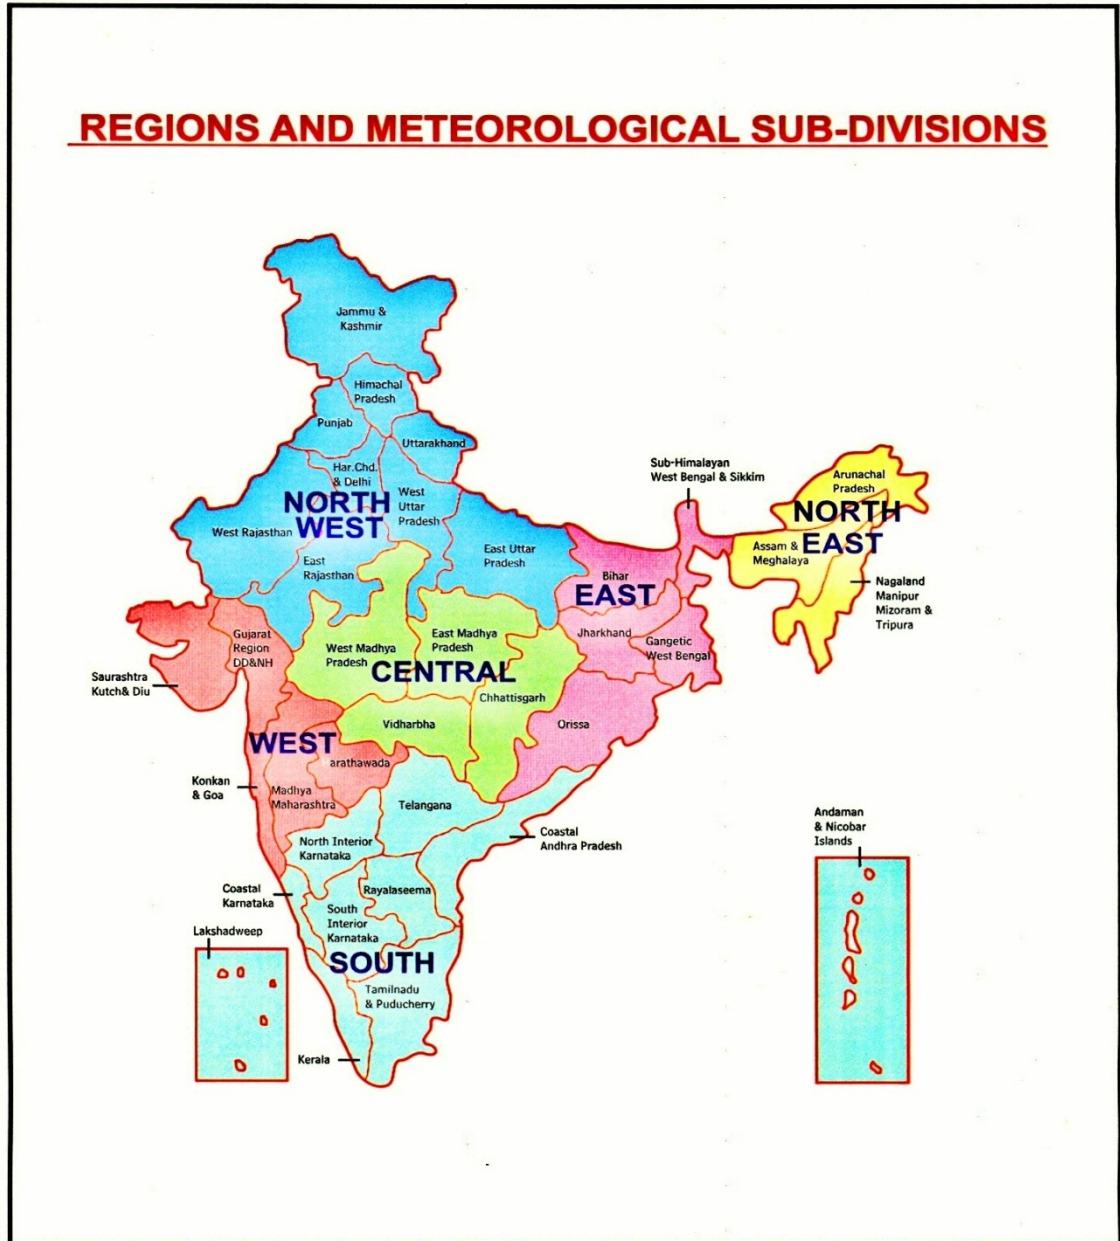 REGIONS AND METEOROLOGICAL SUB-DIVISIONS
Jammu &
Kashmir
Himachal
Pradesh
Punjab
Uttarakhand
Har.Chd.
& Delhi
West
Uttar
Pradesh
NORTH
WEST
West Rajasthan
East
Rajasthan
East Uttar
Pradesh
Sub-Himalayan
West Bengal & Sikkim
Arunachal
Pradesh
NORTH
EAST
Assam &
Meghalaya
Nagaland
Manipur
Mizoram &
Tripura
Bihar
EAST
Jharkhand
Gangetic
West Bengal
Orissa
Gujarat
Region
DD&NH
Saurashtra
Kutch& Diu
West Madhya
Pradesh
East Madhya
Pradesh
CENTRAL
Chhattisgarh
Vidharbha
WEST
arathawada
Konkan
& Goa
Madhya
Maharashtra
Telangana
Coastal
Andhra Pradesh
North Interior
Karnataka
Coastal
Karnataka
Rayalaseema
South
Interior
Karnataka
SOUTH
Tamilnadu
& Puducherry
Kerala
Lakshadweep
Andaman
& Nicobar
Islands